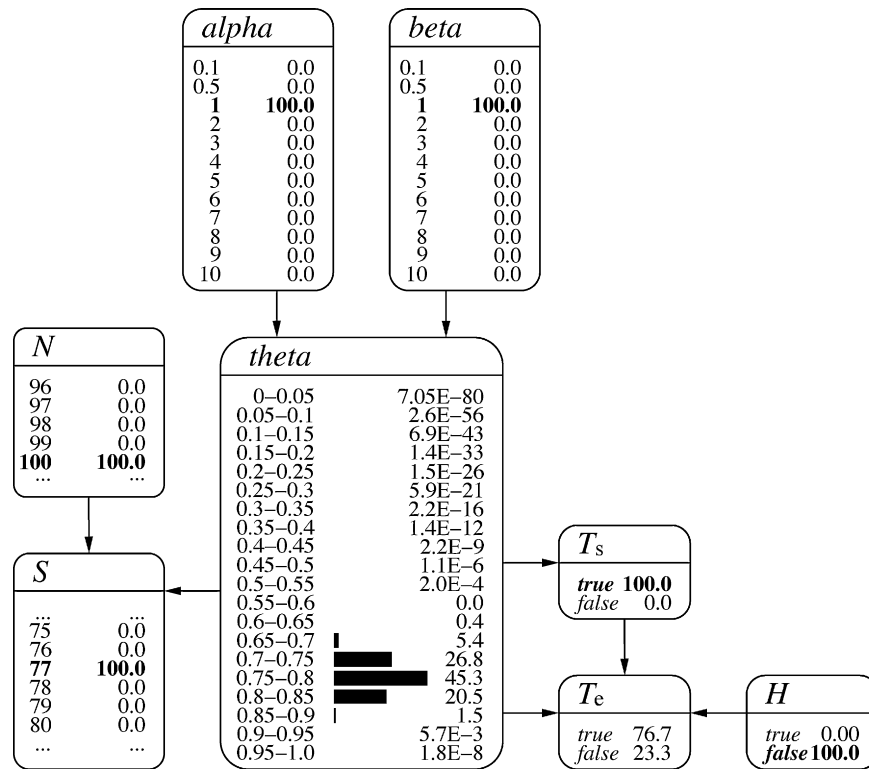 alpha
0.1 0.0
0.5 0.0
1 100.0
2 0.0
3 0.0
4 0.0
5 0.0
6 0.0
7 0.0
8 0.0
9 0.0
10 0.0
beta
0.1 0.0
0.5 0.0
1 100.0
2 0.0
3 0.0
4 0.0
5 0.0
6 0.0
7 0.0
8 0.0
9 0.0
10 0.0
N
96 0.0
97 0.0
98 0.0
99 0.0
100 100.0
... ...
theta
0–0.05 7.05E–80
0.05–0.1 2.6E–56
0.1–0.15 6.9E–43
0.15–0.2 1.4E–33
0.2–0.25 1.5E–26
0.25–0.3 5.9E–21
0.3–0.35 2.2E–16
0.35–0.4 1.4E–12
0.4–0.45 2.2E–9
0.45–0.5 1.1E–6
0.5–0.55 2.0E–4
0.55–0.6 0.0
0.6–0.65 0.4
0.65–0.7 5.4
0.7–0.75 26.8
0.75–0.8 45.3
0.8–0.85 20.5
0.85–0.9 1.5
0.9–0.95 5.7E–3
0.95–1.0 1.8E–8
S
... ...
75 0.0
76 0.0
77 100.0
78 0.0
79 0.0
80 0.0
... ...
Ts
true 100.0
false 0.0
Te
true 76.7
false 23.3
H
true 0.00
false 100.0